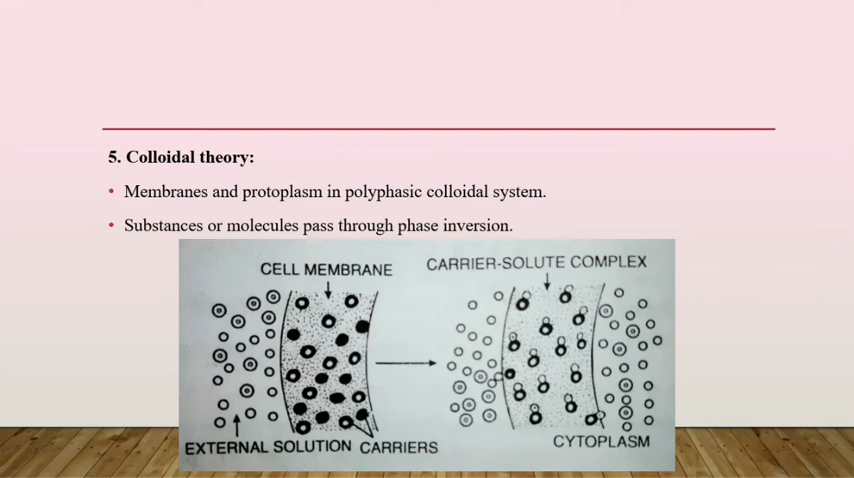 5. Colloidal theory:
• Membranes and protoplasm in polyphasic colloidal system.
• Substances or molecules pass through phase inversion.
CELL MEMBRANE
CARRIER-SOLUTE COMPLEX
EXTERNAL SOLUTION
CARRIERS
CYTOPLASM